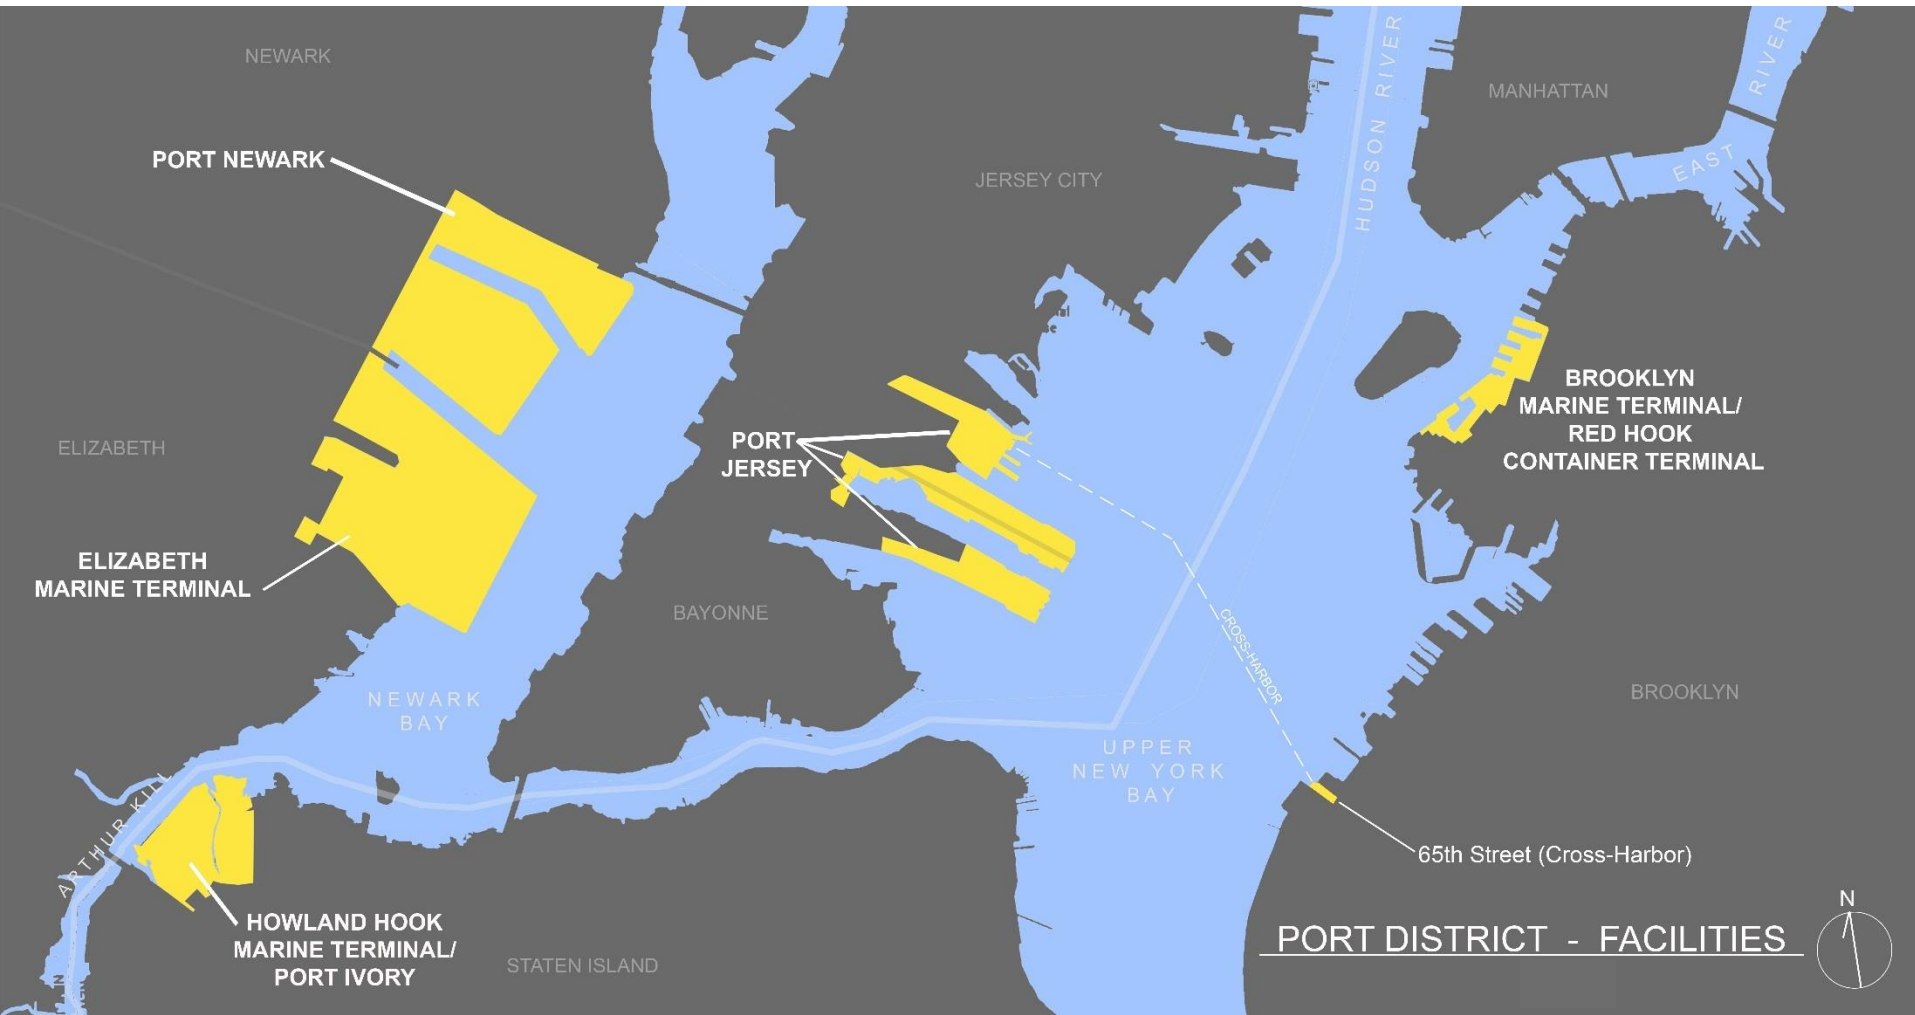 NEWARK
HUDSON RIVER
RIVER
MANHATTAN
PORT NEWARK
EAST
JERSEY CITY
BROOKLYN
MARINE TERMINAL/
RED HOOK
CONTAINER TERMINAL
ELIZABETH
PORT
JERSEY
ELIZABETH
MARINE TERMINAL
BAYONNE
CROSS-HARBOR
BROOKLYN
NEWARK
BAY
UPPER
NEW YORK
BAY
ARTHUR KILL
65th Street (Cross-Harbor)
HOWLAND HOOK
MARINE TERMINAL/
PORT IVORY
STATEN ISLAND
N
PORT DISTRICT - FACILITIES